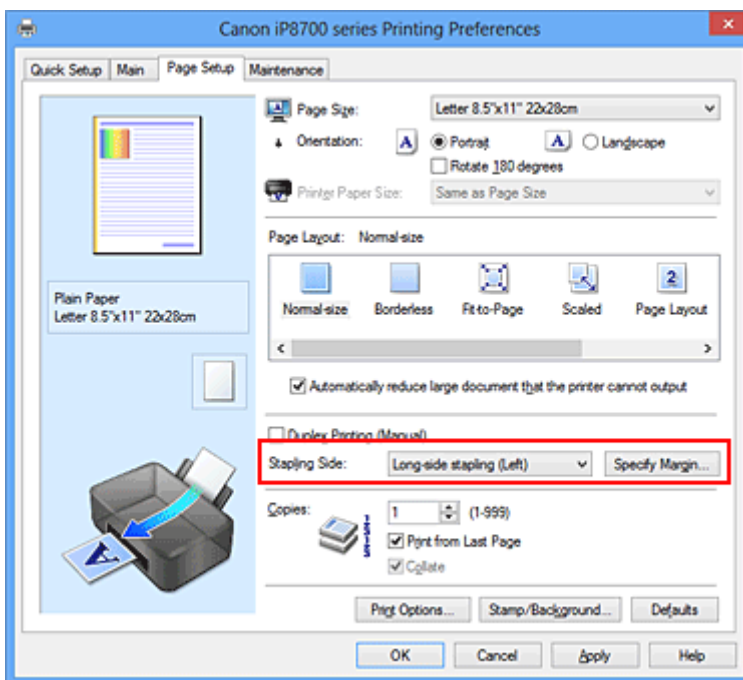 Canon iP8700 series Printing Preferences
Quick Setup Main Page Setup Maintenance
Page Size: Letter 8.5"x11" 22x28cm
Orientation: A Portrait A Landscape
Rotate 180 degrees
Printer Paper Size: Same as Page Size
Page Layout: Normal-size
2
Normal-size Borderless Fit-to-Page Scaled Page Layout
Plain Paper
Letter 8.5"x11" 22x28cm
Automatically reduce large document that the printer cannot output
Duplex Printing (Manual)
Stapling Side: Long-side stapling (Left) Specify Margin...
Copies: 1 (1-999)
Print from Last Page
Collate
A
Print Options... Stamp/Background... Defaults
OK Cancel Apply Help